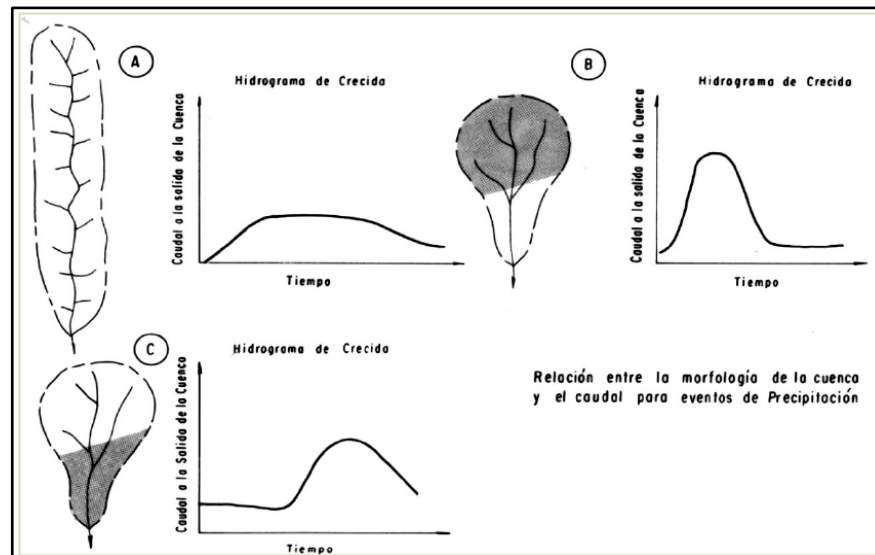 A
Hidrograma de Crecida
Caudal a la salida de la Cuenca
Tiempo
B
Hidrograma de Crecida
Caudal a la salida de la Cuenca
Tiempo
C
Hidrograma de Crecida
Caudal a la Salida de la Cuenca
Tiempo
Relación entre la morfología de la cuenca
y el caudal para eventos de Precipitación